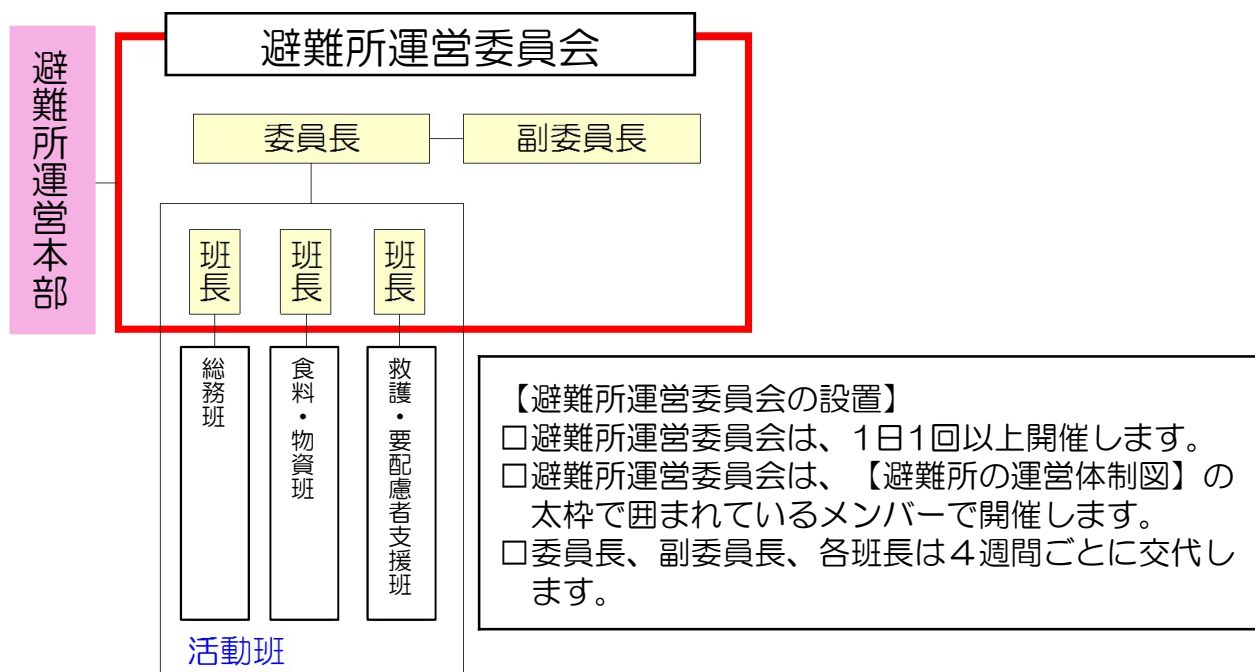 避難所運営委員会
避難所運営本部
委員長
副委員長
班長
班長
班長
総務班
食料・物資班
救護・要配慮者支援班
活動班
【避難所運営委員会の設置】
□避難所運営委員会は、1日1回以上開催します。
□避難所運営委員会は、【避難所の運営体制図】の
太枠で囲まれているメンバーで開催します。
□委員長、副委員長、各班長は４週間ごとに交代し
ます。